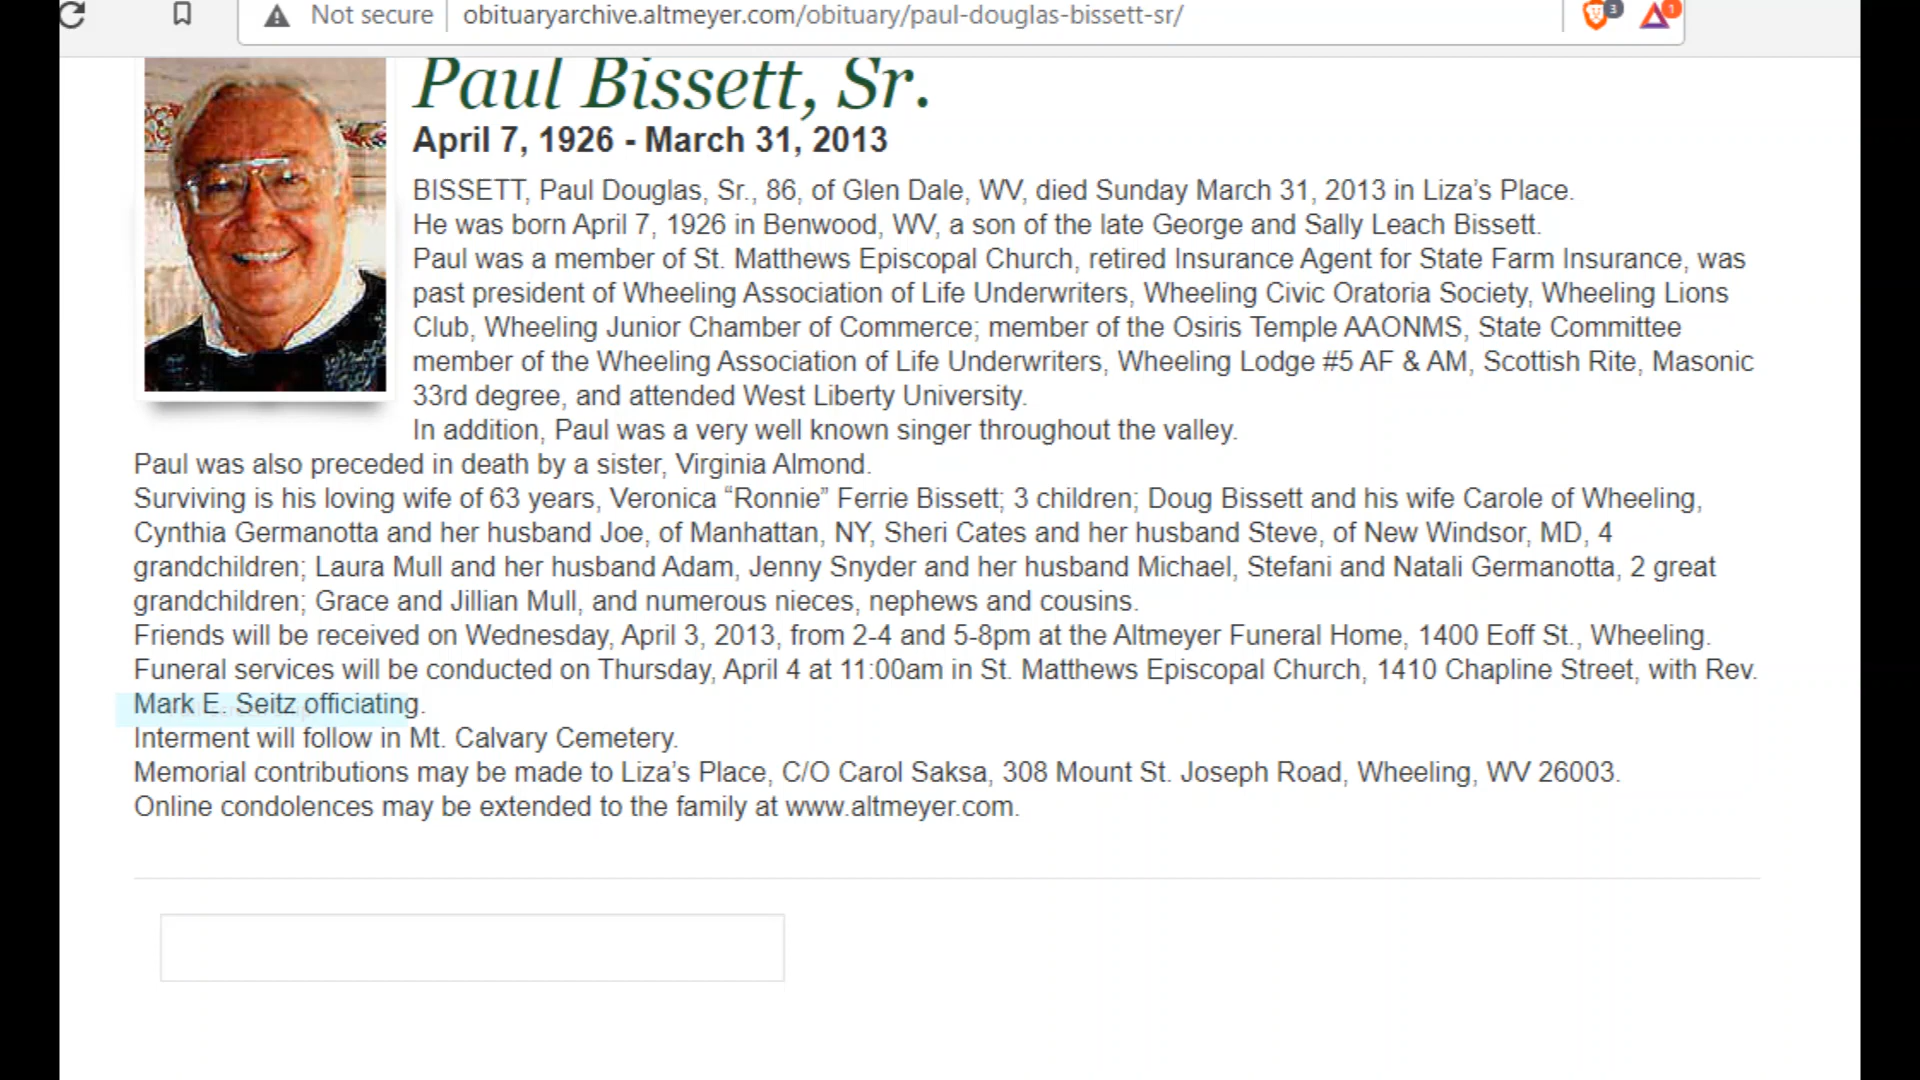 Not secure
obituaryarchive.altmeyer.com/obituary/paul-douglas-bissett-sr/
3
1
Paul Bissett, Sr.
April 7, 1926 - March 31, 2013
BISSETT, Paul Douglas, Sr., 86, of Glen Dale, WV, died Sunday March 31, 2013 in Liza’s Place.
He was born April 7, 1926 in Benwood, WV, a son of the late George and Sally Leach Bissett.
Paul was a member of St. Matthews Episcopal Church, retired Insurance Agent for State Farm Insurance, was
past president of Wheeling Association of Life Underwriters, Wheeling Civic Oratoria Society, Wheeling Lions
Club, Wheeling Junior Chamber of Commerce; member of the Osiris Temple AAONMS, State Committee
member of the Wheeling Association of Life Underwriters, Wheeling Lodge #5 AF & AM, Scottish Rite, Masonic
33rd degree, and attended West Liberty University.
In addition, Paul was a very well known singer throughout the valley.
Paul was also preceded in death by a sister, Virginia Almond.
Surviving is his loving wife of 63 years, Veronica “Ronnie” Ferrie Bissett; 3 children; Doug Bissett and his wife Carole of Wheeling,
Cynthia Germanotta and her husband Joe, of Manhattan, NY, Sheri Cates and her husband Steve, of New Windsor, MD, 4
grandchildren; Laura Mull and her husband Adam, Jenny Snyder and her husband Michael, Stefani and Natali Germanotta, 2 great
grandchildren; Grace and Jillian Mull, and numerous nieces, nephews and cousins.
Friends will be received on Wednesday, April 3, 2013, from 2-4 and 5-8pm at the Altmeyer Funeral Home, 1400 Eoff St., Wheeling.
Funeral services will be conducted on Thursday, April 4 at 11:00am in St. Matthews Episcopal Church, 1410 Chapline Street, with Rev.
Mark E. Seitz officiating.
Interment will follow in Mt. Calvary Cemetery.
Memorial contributions may be made to Liza’s Place, C/O Carol Saksa, 308 Mount St. Joseph Road, Wheeling, WV 26003.
Online condolences may be extended to the family at www.altmeyer.com.